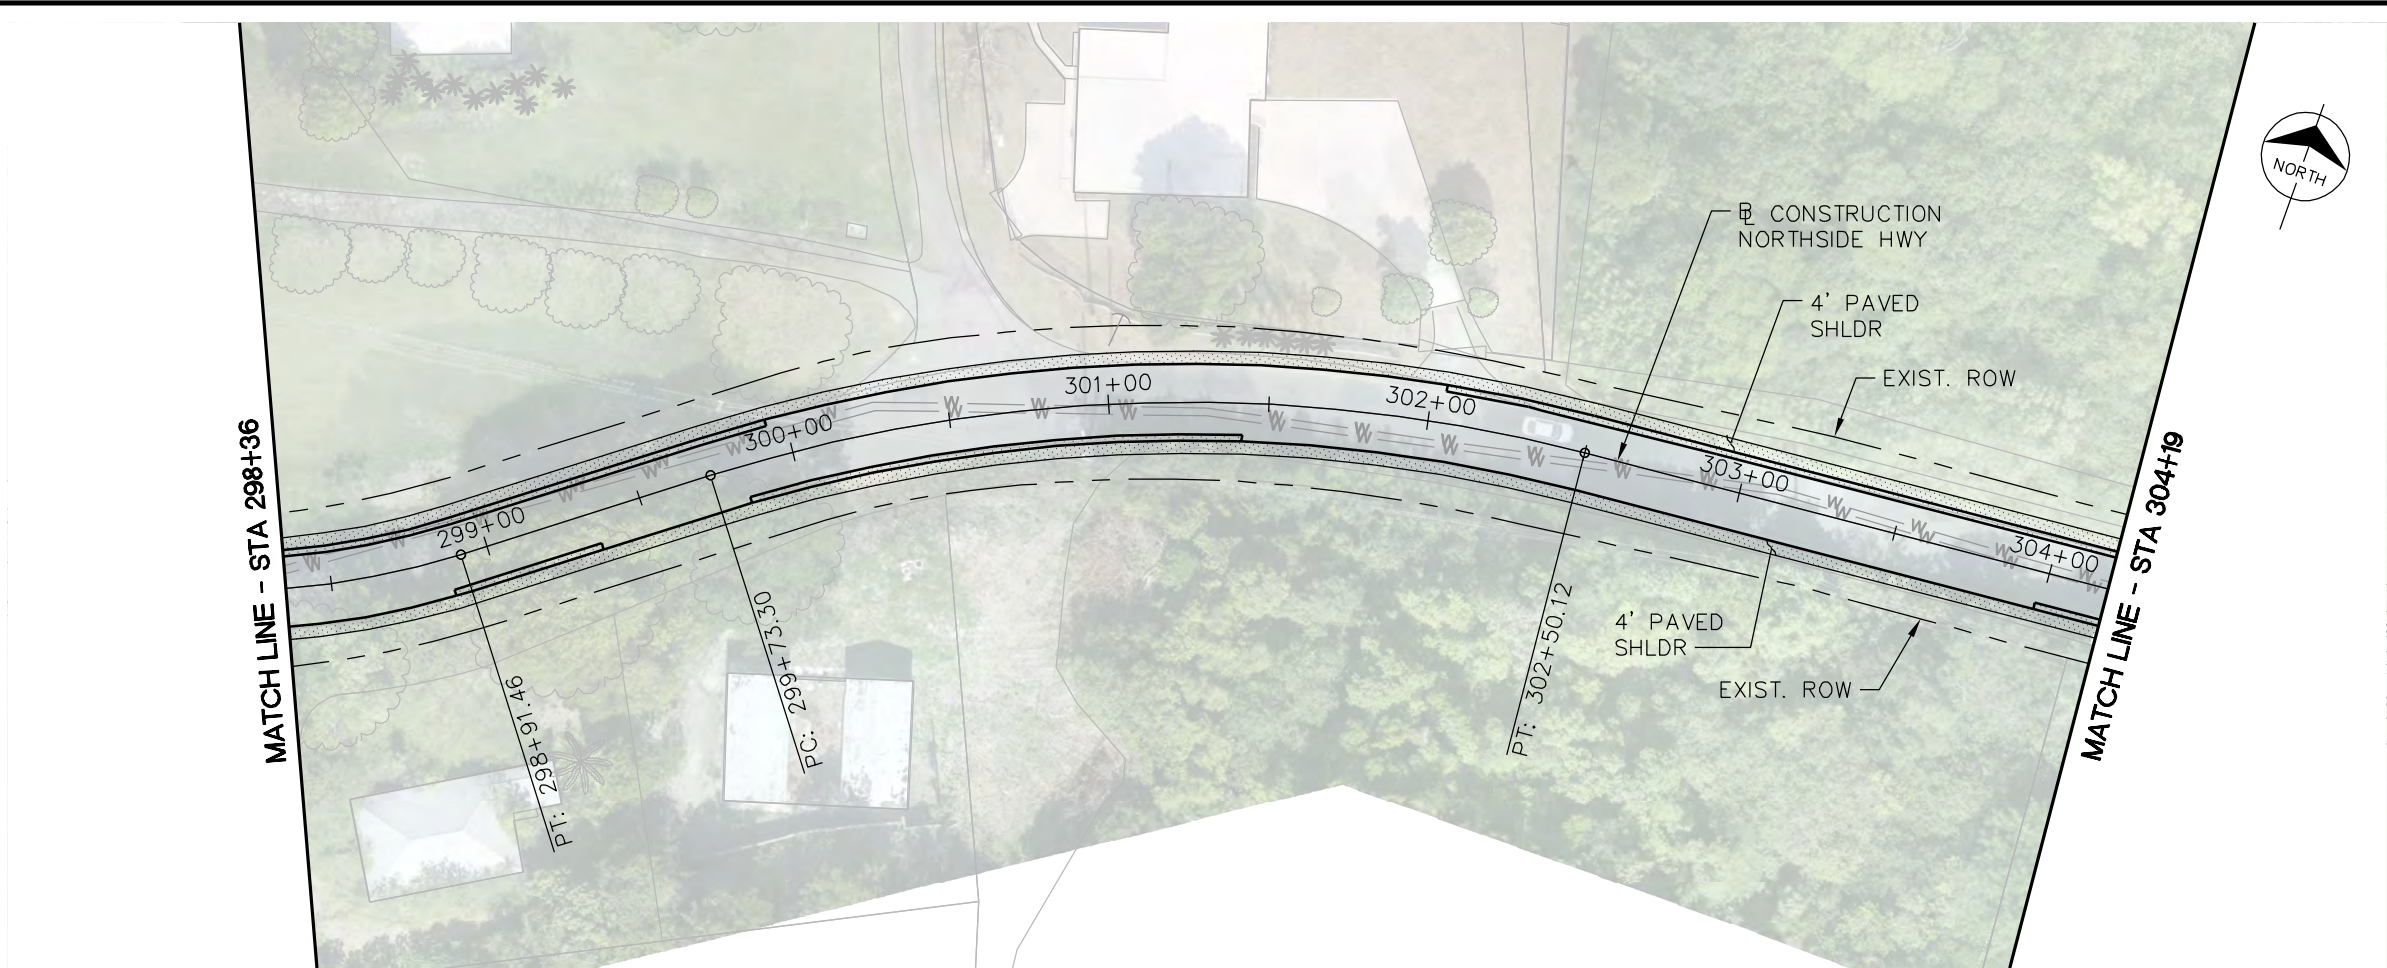 NORTH
BL CONSTRUCTION
NORTHSIDE HWY
4' PAVED
SHLDR
EXIST. ROW
301+00
302+00
300+00
303+00
299+00
304+00
MATCH LINE - STA 298+36
MATCH LINE - STA 304+19
W W W W W W W W W W W W W W W W W W W W W W W W
4' PAVED
SHLDR
EXIST. ROW
PT: 298+91.46
PC: 299+73.30
PT: 302+50.12